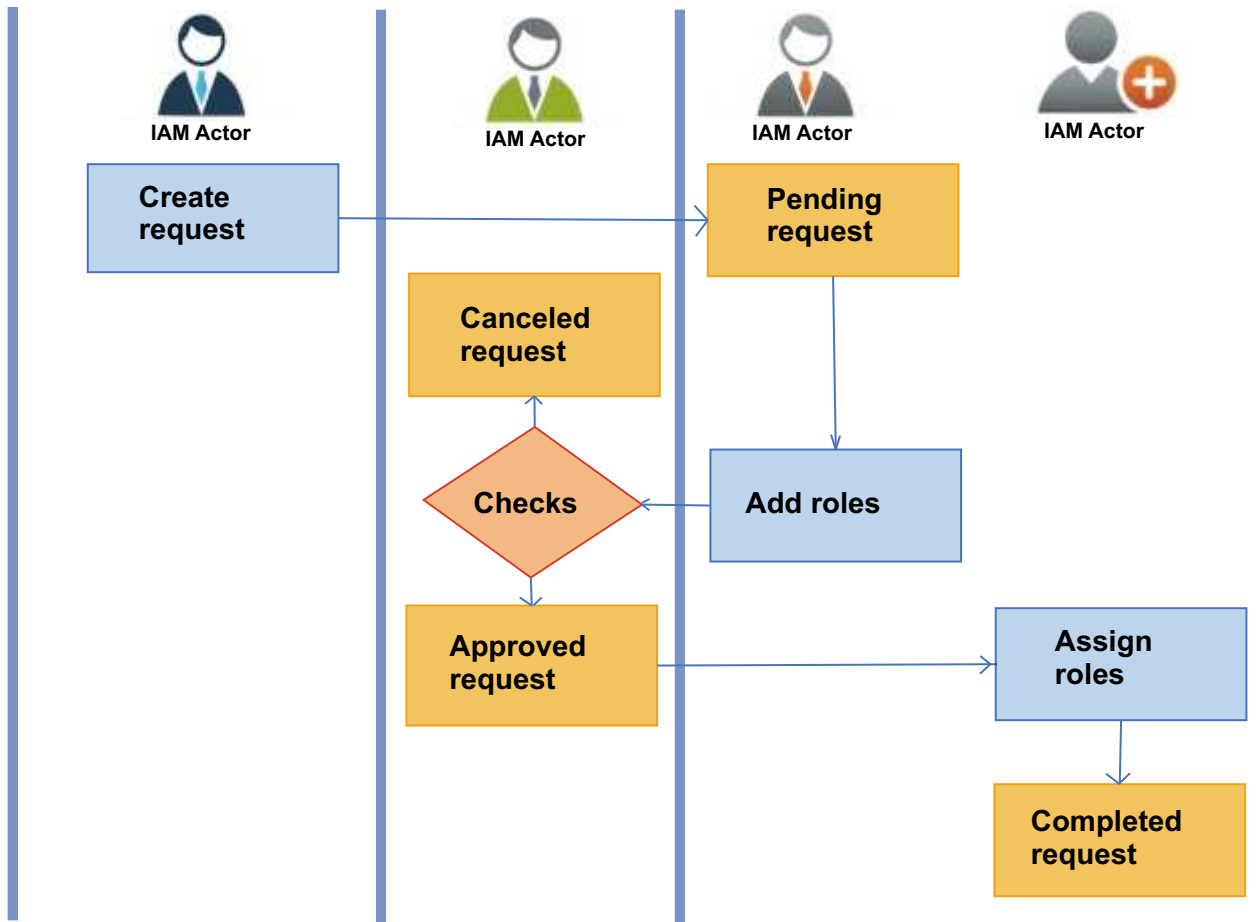 IAM Actor
IAM Actor
IAM Actor
IAM Actor
Create
request
Pending
request
Canceled
request
Checks
Add roles
Approved
request
Assign
roles
Completed
request